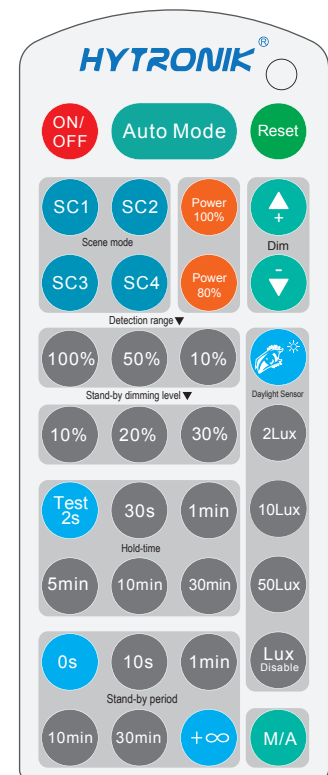 HYTRONIK®
ON/
OFF
Auto Mode
Reset
SC1
SC2
Power
100%
+
Scene mode
Dim
SC3
SC4
Power
80%
-
Detection range▼
100%
50%
10%
Stand-by dimming level▼
Daylight Sensor
10%
20%
30%
2Lux
Test
2s
30s
1min
10Lux
Hold-time
5min
10min
30min
50Lux
0s
10s
1min
Lux
Disable
Stand-by period
10min
30min
+∞
M/A